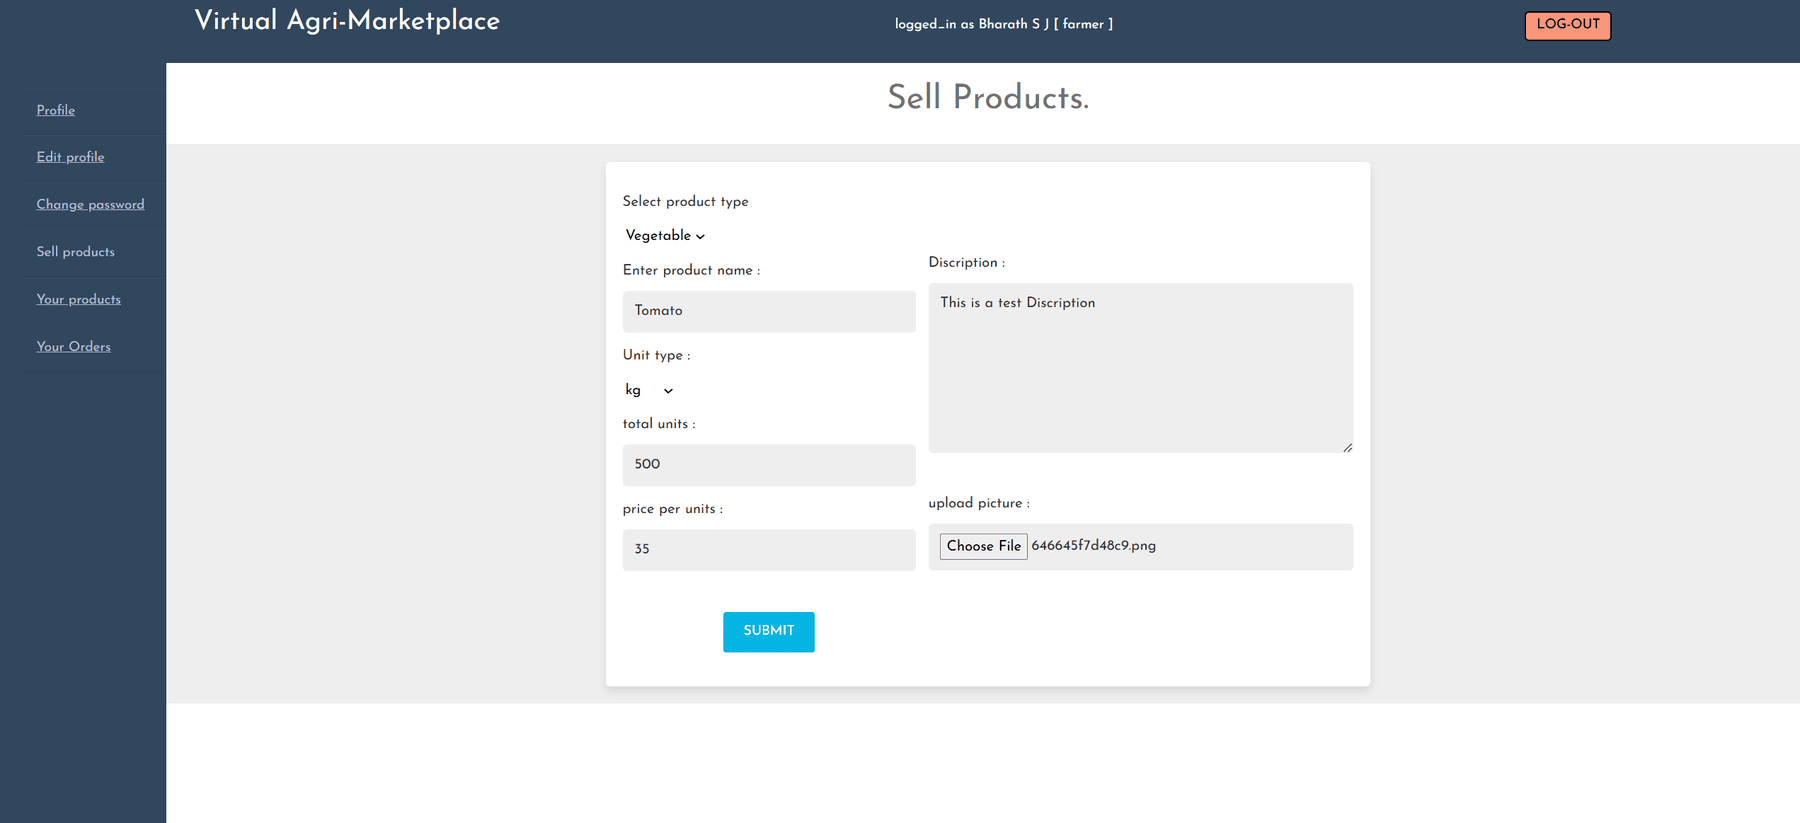 Virtual Agri-Marketplace
logged_in as Bharath S J [ farmer ]
LOG-OUT
Profile
Edit profile
Change password
Sell products
Your products
Your Orders
Sell Products.
Select product type
Vegetable
Enter product name :
Tomato
Unit type :
kg
total units :
500
price per units :
35
Discription :
This is a test Discription
upload picture :
Choose File 646645f7d48c9.png
SUBMIT